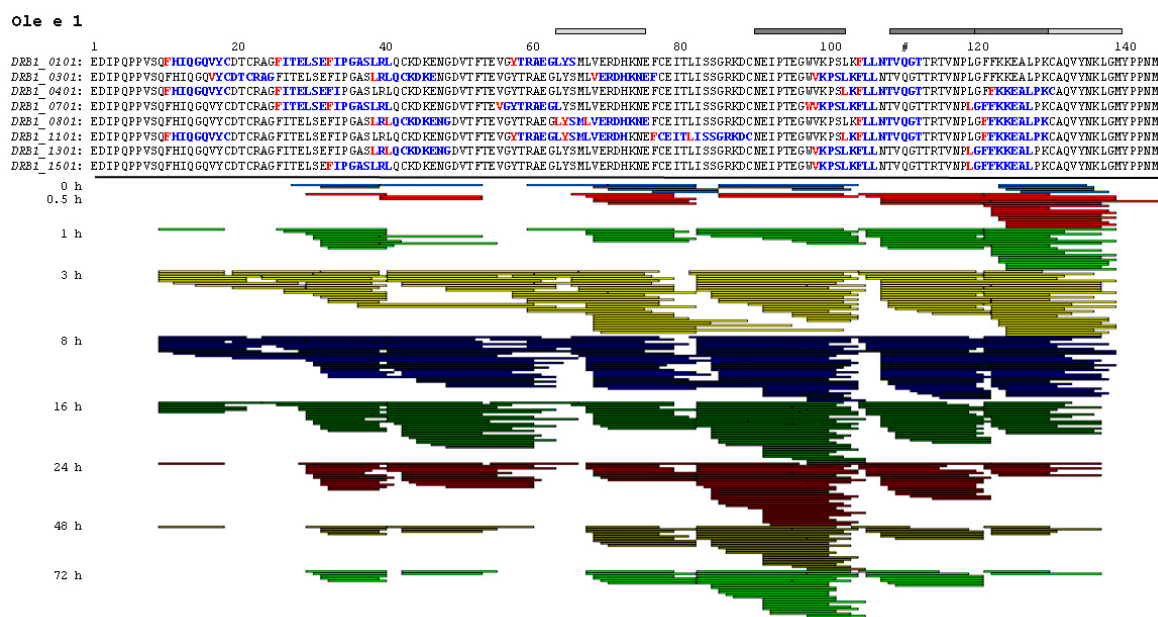 Ole e 1
1 20 40 60 80 100 # 120 140
DRB1_0101: EDIPQPPVSQFHIQGQVYCDTCRAGFITELSEFIPGASLRLQCKDKENGDVTFTEVGYTRAEGLYSMLVERDHKNEFCEITLISSGRKDCNEIPTEGWVKPSLKFLLNTVQGTTRTVNPLGFFKKEALPKCAQVYNKLGMYPPNM
DRB1_0301: EDIPQPPVSQFHIQGQVYCDTCRAGFITELSEFIPGASLRLQCKDKENGDVTFTEVGYTRAEGLYSMLVERDHKNEFCEITLISSGRKDCNEIPTEGWVKPSLKFLLNTVQGTTRTVNPLGFFKKEALPKCAQVYNKLGMYPPNM
DRB1_0401: EDIPQPPVSQFHIQGQVYCDTCRAGFITELSEFIPGASLRLQCKDKENGDVTFTEVGYTRAEGLYSMLVERDHKNEFCEITLISSGRKDCNEIPTEGWVKPSLKFLLNTVQGTTRTVNPLGFFKKEALPKCAQVYNKLGMYPPNM
DRB1_0701: EDIPQPPVSQFHIQGQVYCDTCRAGFITELSEFIPGASLRLQCKDKENGDVTFTEVGYTRAEGLYSMLVERDHKNEFCEITLISSGRKDCNEIPTEGWVKPSLKFLLNTVQGTTRTVNPLGFFKKEALPKCAQVYNKLGMYPPNM
DRB1_0801: EDIPQPPVSQFHIQGQVYCDTCRAGFITELSEFIPGASLRLQCKDKENGDVTFTEVGYTRAEGLYSMLVERDHKNEFCEITLISSGRKDCNEIPTEGWVKPSLKFLLNTVQGTTRTVNPLGFFKKEALPKCAQVYNKLGMYPPNM
DRB1_1101: EDIPQPPVSQFHIQGQVYCDTCRAGFITELSEFIPGASLRLQCKDKENGDVTFTEVGYTRAEGLYSMLVERDHKNEFCEITLISSGRKDCNEIPTEGWVKPSLKFLLNTVQGTTRTVNPLGFFKKEALPKCAQVYNKLGMYPPNM
DRB1_1301: EDIPQPPVSQFHIQGQVYCDTCRAGFITELSEFIPGASLRLQCKDKENGDVTFTEVGYTRAEGLYSMLVERDHKNEFCEITLISSGRKDCNEIPTEGWVKPSLKFLLNTVQGTTRTVNPLGFFKKEALPKCAQVYNKLGMYPPNM
DRB1_1501: EDIPQPPVSQFHIQGQVYCDTCRAGFITELSEFIPGASLRLQCKDKENGDVTFTEVGYTRAEGLYSMLVERDHKNEFCEITLISSGRKDCNEIPTEGWVKPSLKFLLNTVQGTTRTVNPLGFFKKEALPKCAQVYNKLGMYPPNM
0 h
0.5 h
1 h
3 h
8 h
16 h
24 h
48 h
72 h